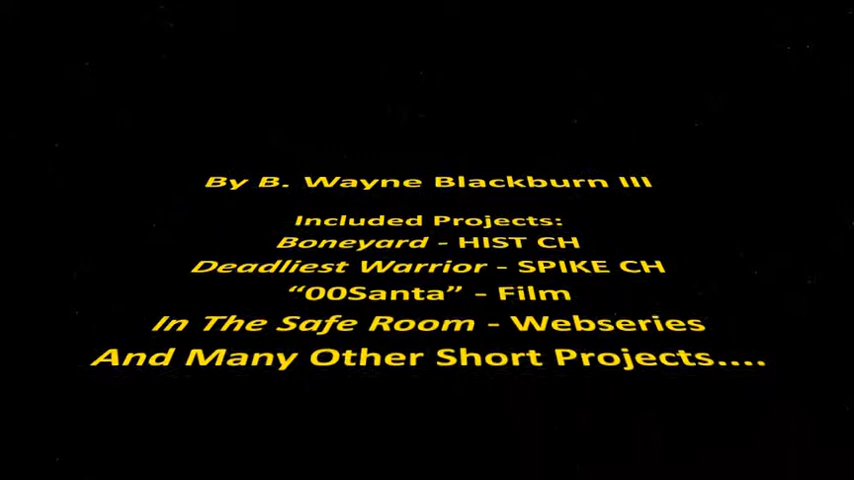 By B. Wayne Blackburn III
Included Projects:
Boneyard - HIST CH
Deadliest Warrior - SPIKE CH
“00Santa” - Film
In The Safe Room - Webseries
And Many Other Short Projects....